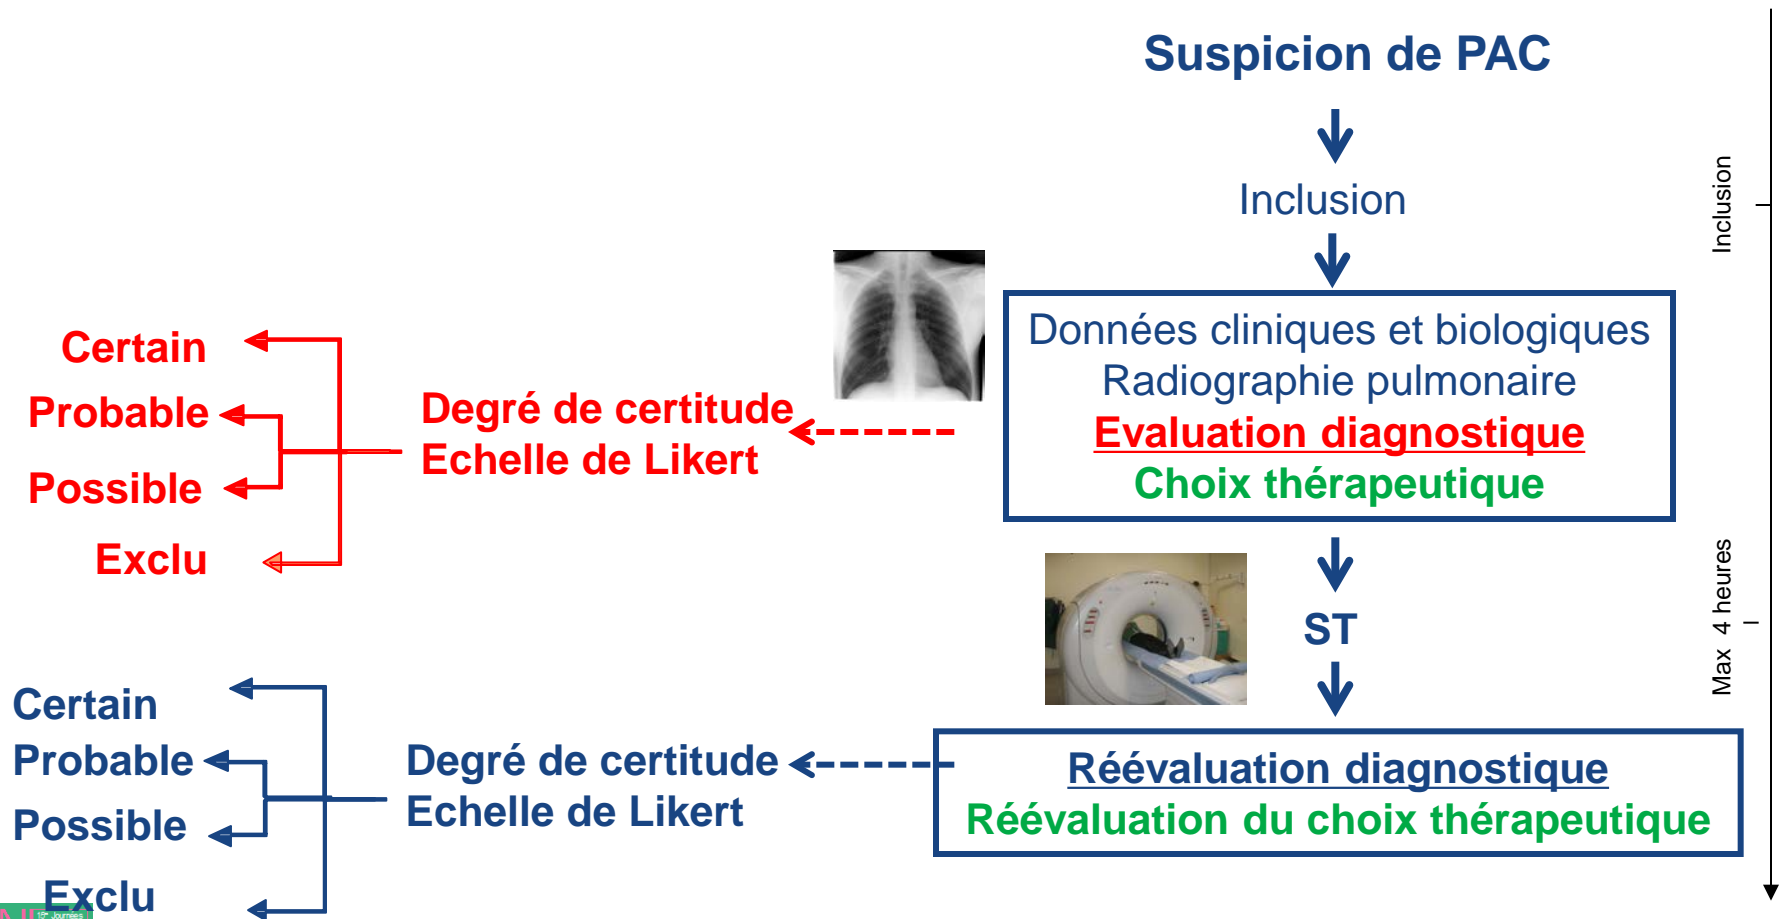 Suspicion de PAC
Inclusion
Données cliniques et biologiques
Radiographie pulmonaire
Evaluation diagnostique
Choix thérapeutique
Degré de certitude
Echelle de Likert
Certain
Probable
Possible
Exclu
ST
Réévaluation diagnostique
Réévaluation du choix thérapeutique
Degré de certitude
Echelle de Likert
Certain
Probable
Possible
Exclu
Inclusion
Max 4 heures
Journées